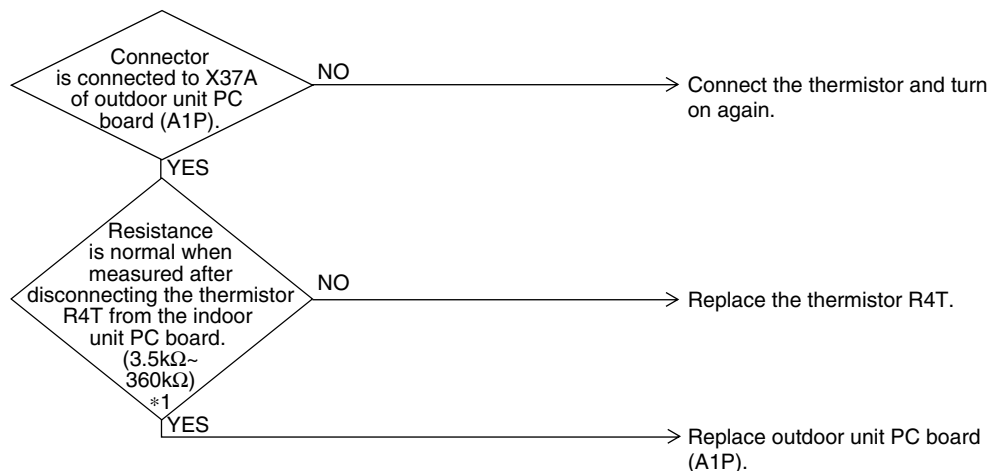 Connector
is connected to X37A
of outdoor unit PC
board (A1P).
NO
Connect the thermistor and turn
on again.
YES
Resistance
is normal when
measured after
disconnecting the thermistor
R4T from the indoor
unit PC board.
(3.5kΩ~
360kΩ)
*1
NO
Replace the thermistor R4T.
YES
Replace outdoor unit PC board
(A1P).